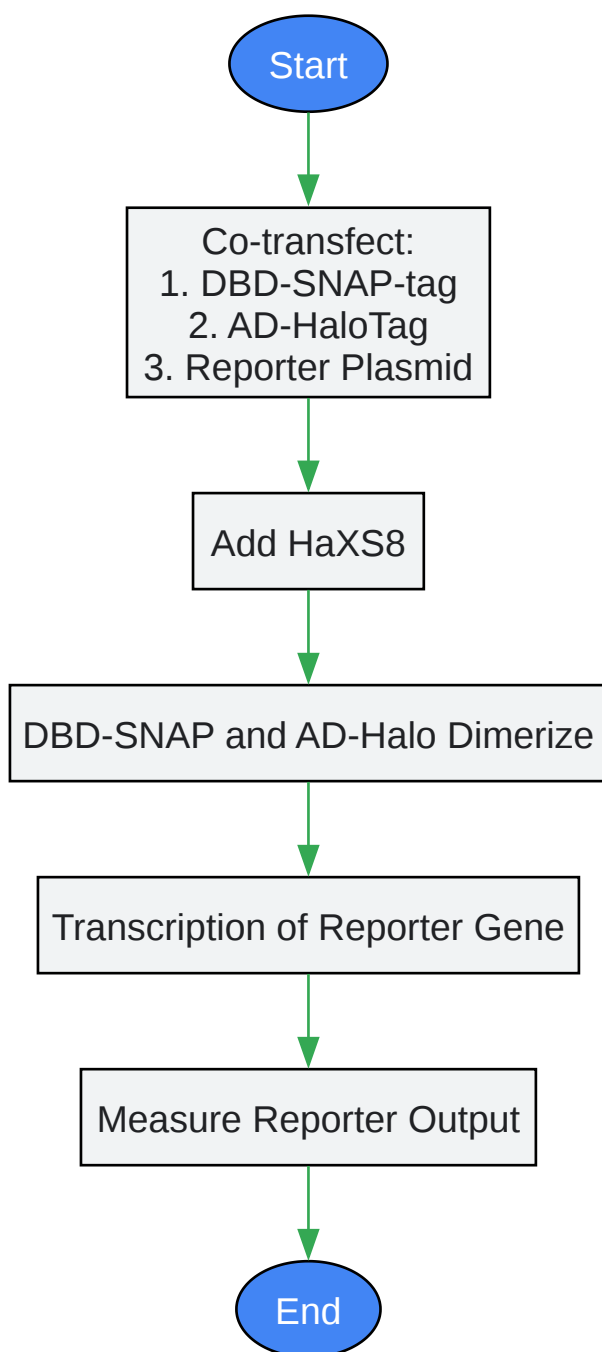 Start
Co-transfect:
1. DBD-SNAP-tag
2. AD-HaloTag
3. Reporter Plasmid
Add HaXS8
DBD-SNAP and AD-Halo Dimerize
Transcription of Reporter Gene
Measure Reporter Output
End